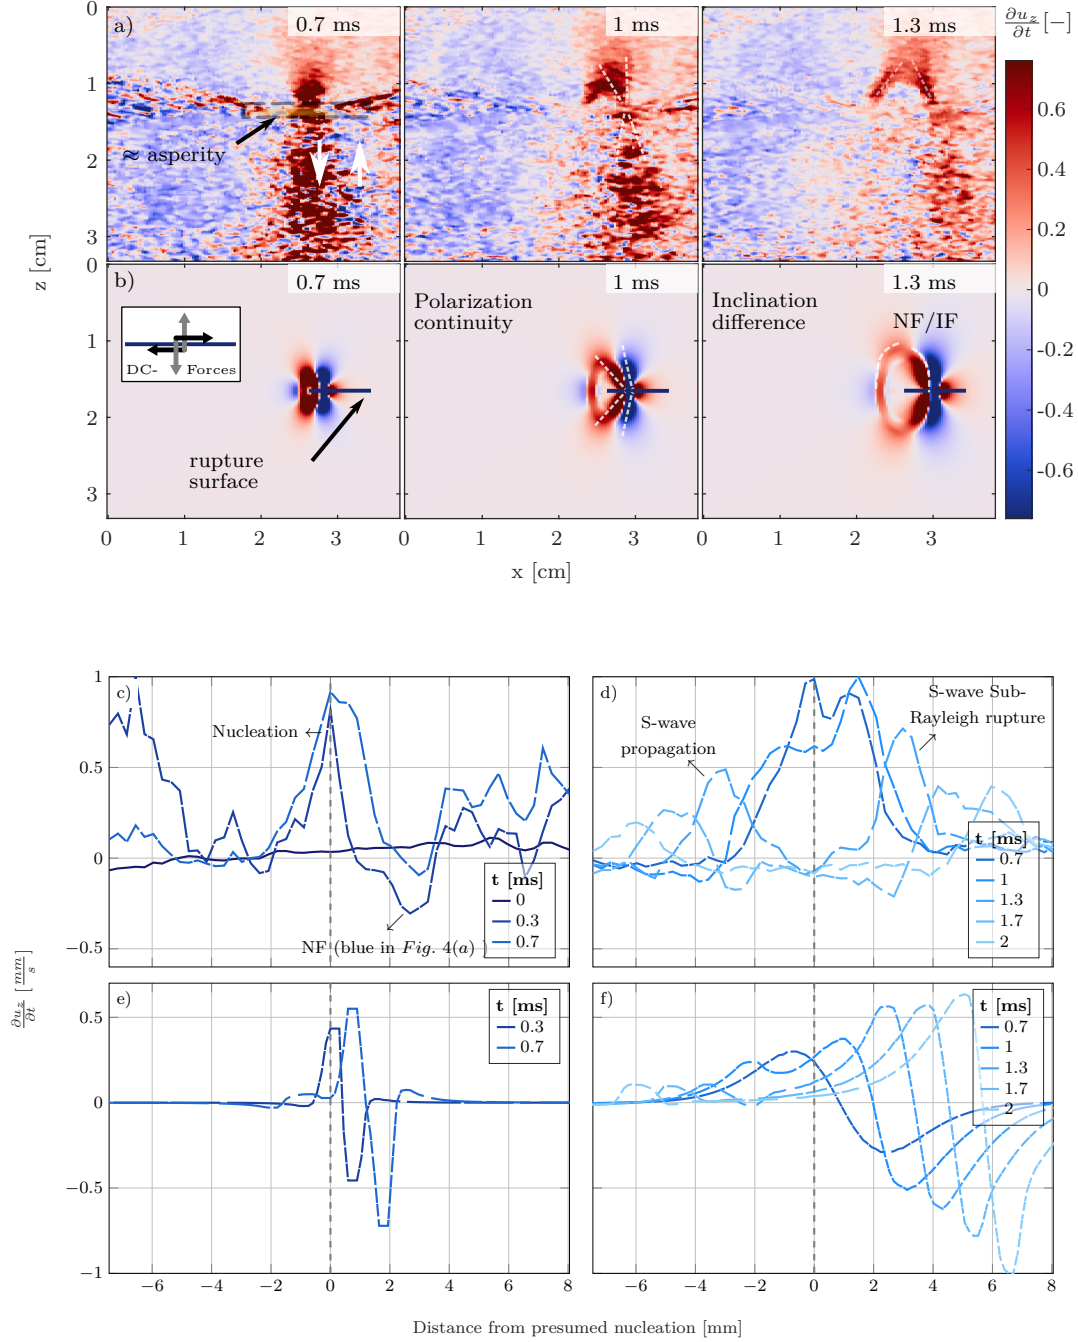 a)
0.7 ms
1 ms
1.3 ms
∂u_z/∂t [−]
0
1
2
3
≈ asperity
0.6
0.4
0.2
0
-0.2
-0.4
-0.6
z [cm]
b)
0.7 ms
1 ms
1.3 ms
0
1
2
3
DC- Forces
rupture
surface
Polarization
continuity
Inclination
difference
NF/IF
0 1 2 3 0 1 2 3 0 1 2 3
x [cm]
c)
1
0.5
0
−0.5
Nucleation ←
NF (blue in Fig. 4(a) )
t [ms]
0
0.3
0.7
d)
S-wave
propagation
S-wave Sub-
Rayleigh rupture
t [ms]
0.7
1
1.3
1.7
2
∂u_z/∂t [mm/s]
e)
0.5
0
−0.5
−1
t [ms]
0.3
0.7
f)
t [ms]
0.7
1
1.3
1.7
2
−6 −4 −2 0 2 4 6 8 −6 −4 −2 0 2 4 6 8
Distance from presumed nucleation [mm]